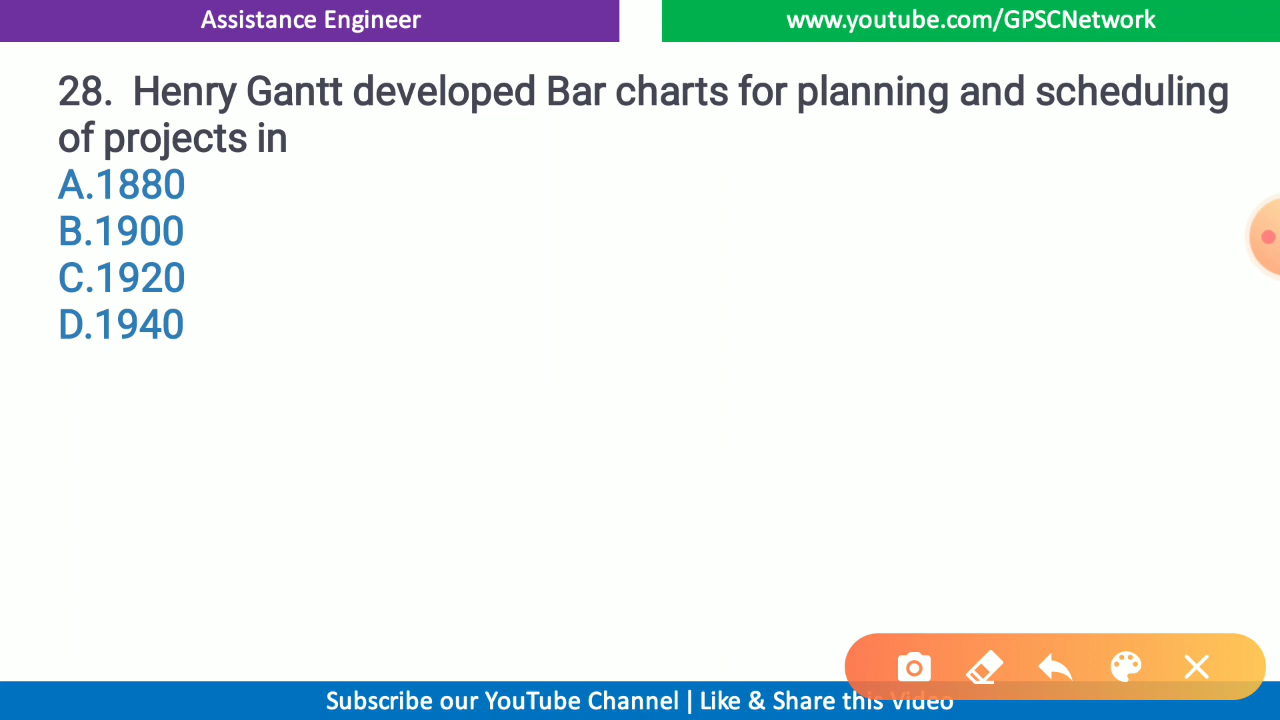 Assistance Engineer
www.youtube.com/GPSCNetwork
28. Henry Gantt developed Bar charts for planning and scheduling
of projects in
A.1880
B.1900
C.1920
D.1940
Subscribe our YouTube Channel | Like & Share this Video